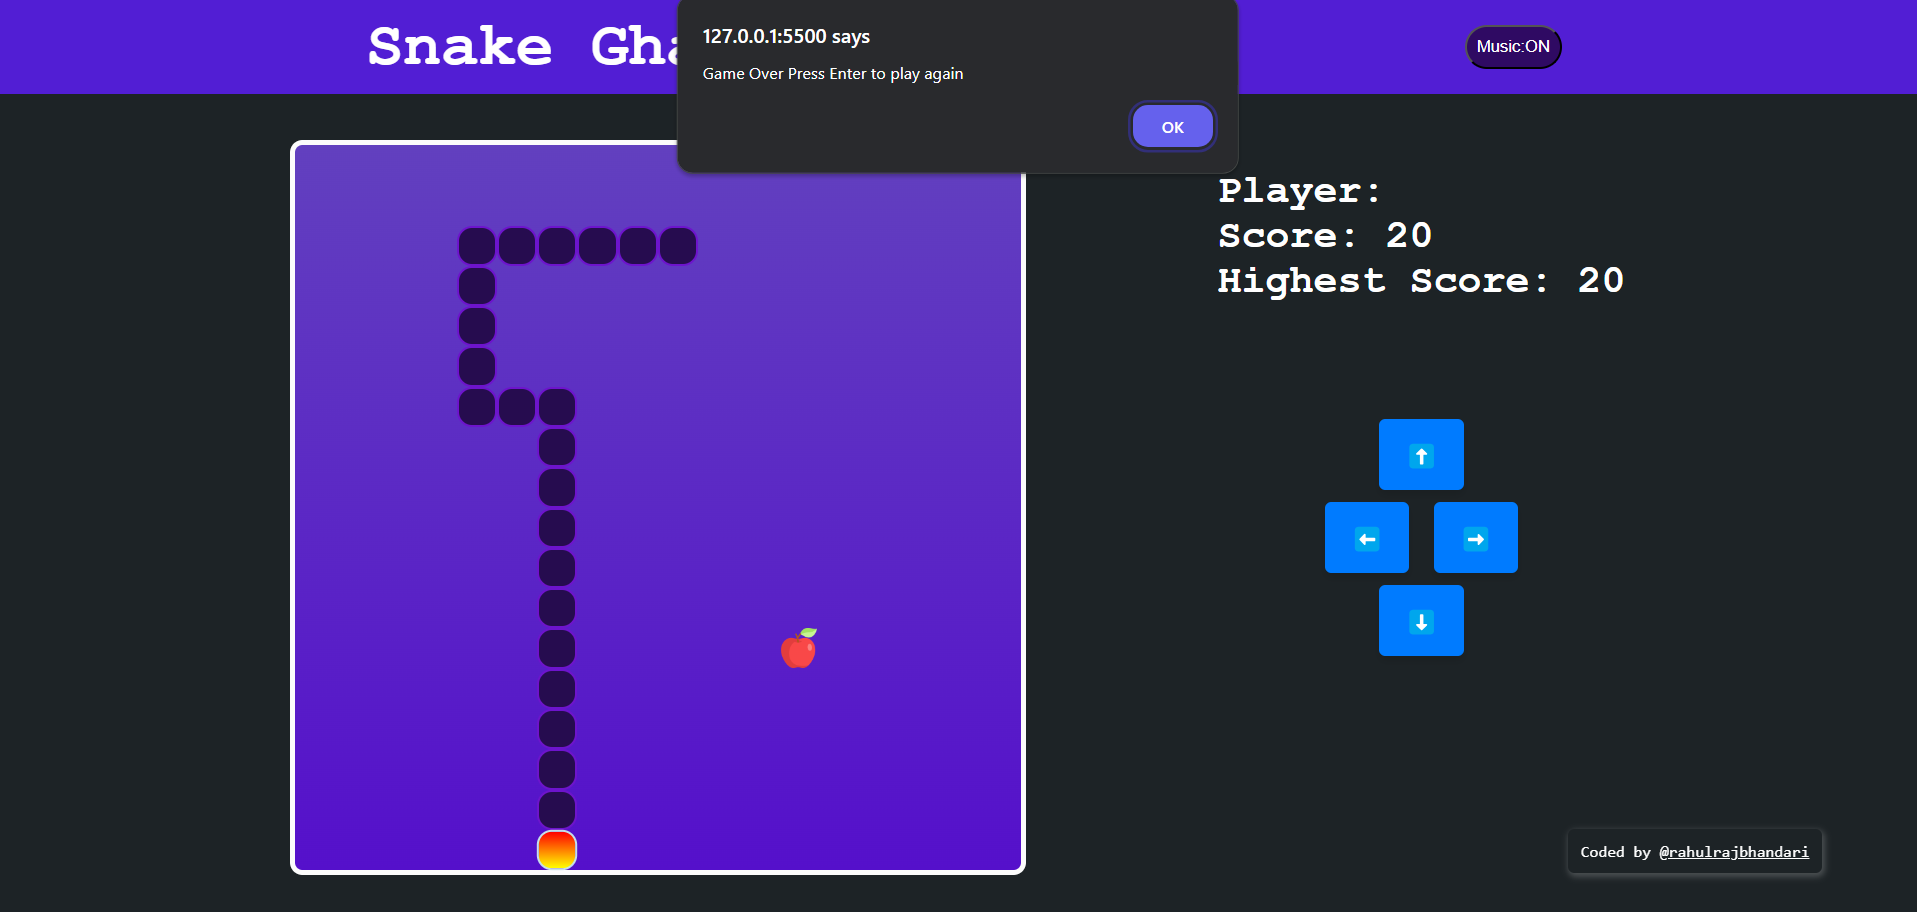 Snake
127.0.0.1:5500 says
Game Over Press Enter to play again
OK
Music:ON
Player:
Score: 20
Highest Score: 20
Coded by @rahulrajbhandari